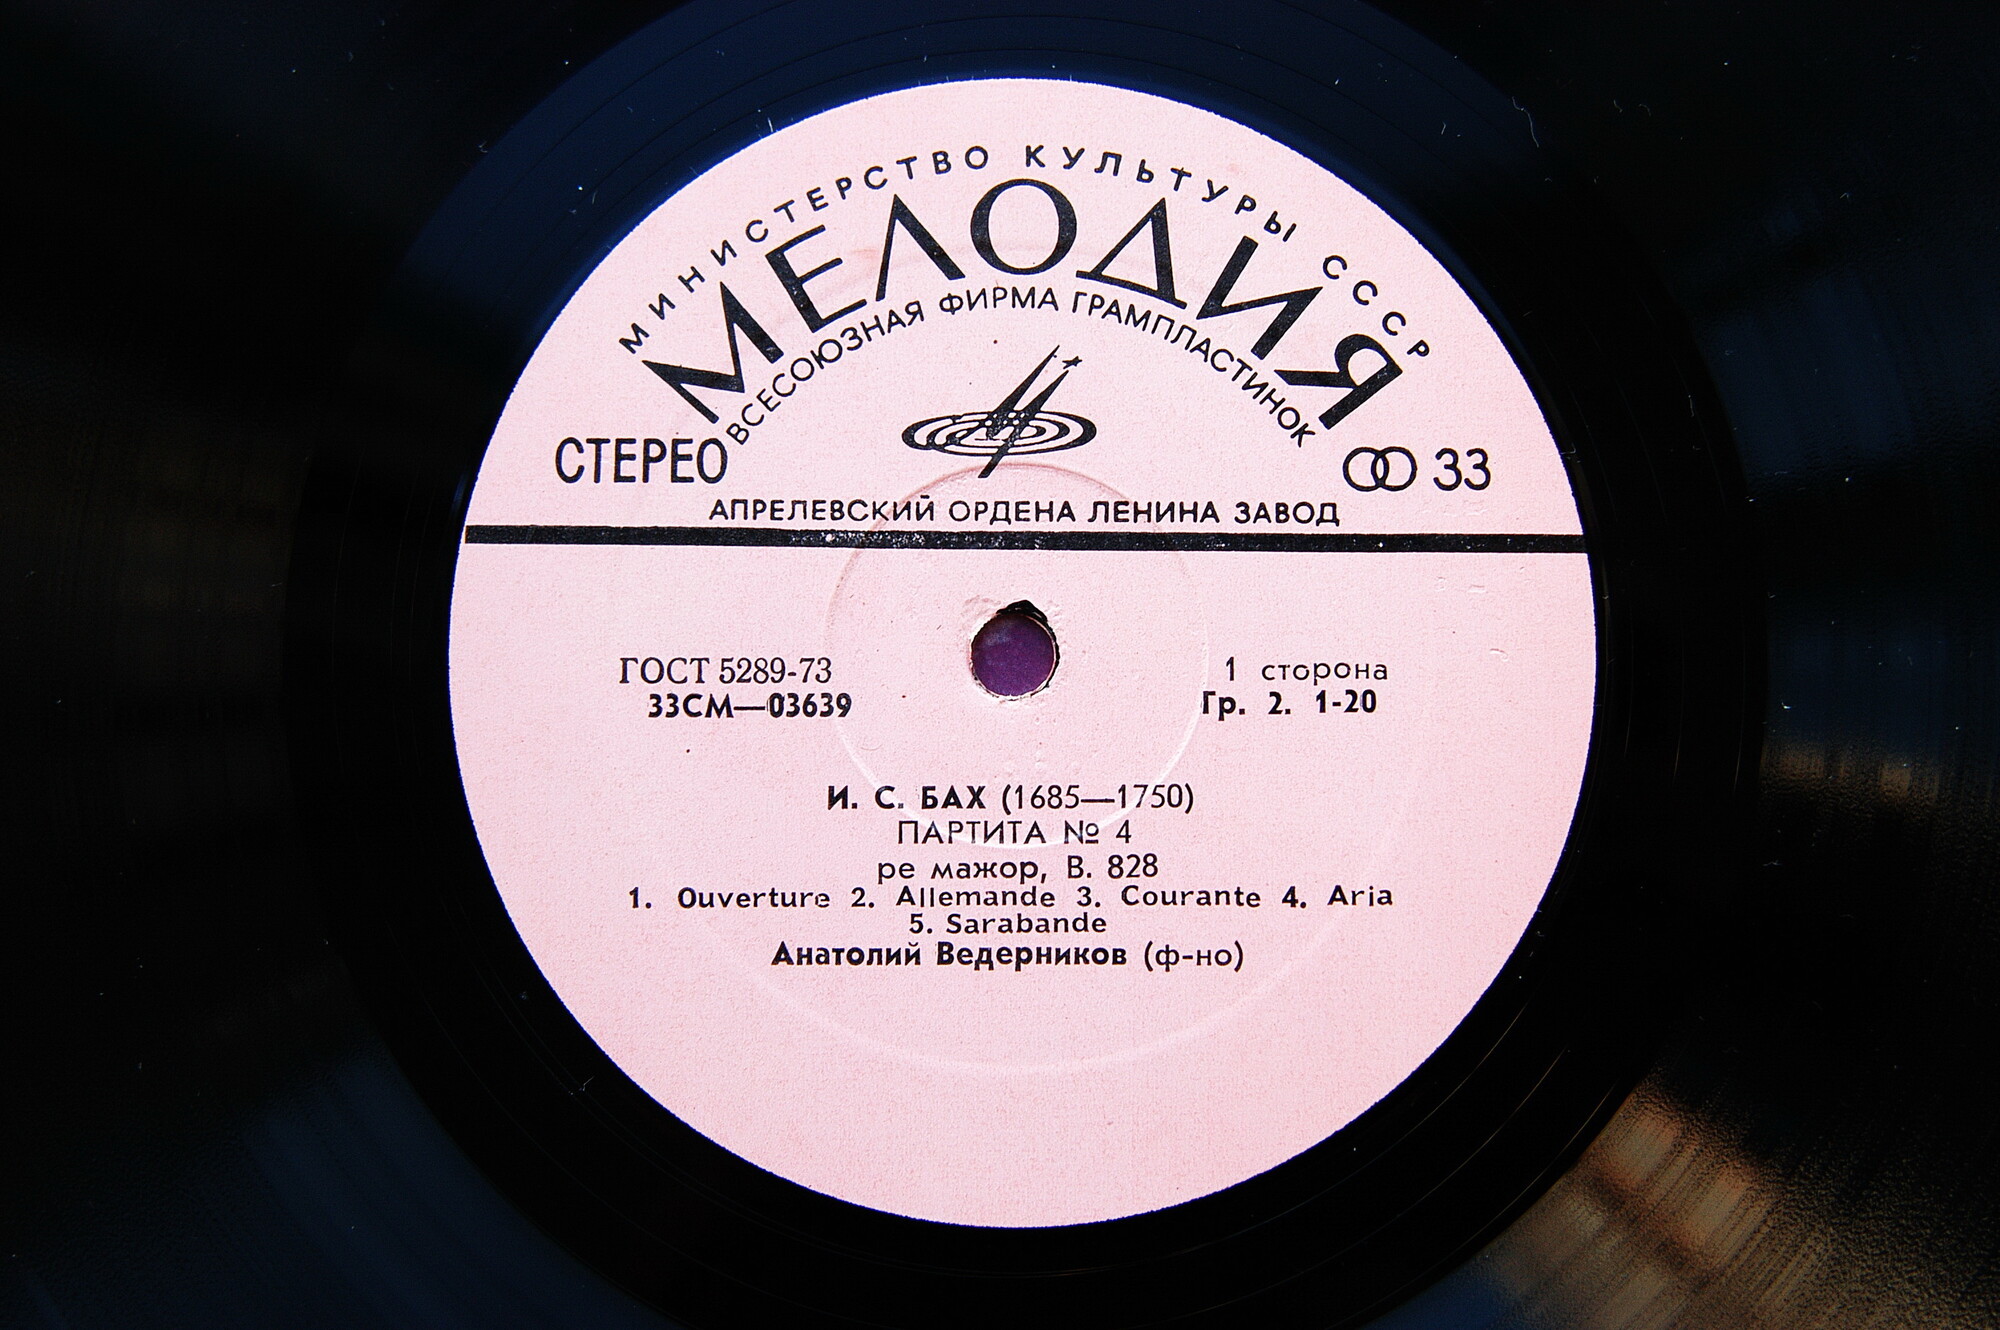 МИНИСТЕРСТВО КУЛЬТУРЫ СССР
МЕЛОДИЯ
ВСЕСОЮЗНАЯ ФИРМА ГРАМПЛАСТИНОК
СТЕРЕО
33
АПРЕЛЕВСКИЙ ОРДЕНА ЛЕНИНА ЗАВОД
ГОСТ 5289-73
33СМ—03639
1 сторона
Гр. 2. 1-20
И. С. БАХ (1685—1750)
ПАРТИТА № 4
ре мажор, В. 828
1. Ouverture 2. Allemande 3. Courante 4. Aria
5. Sarabande
Анатолий Ведерников (ф-но)